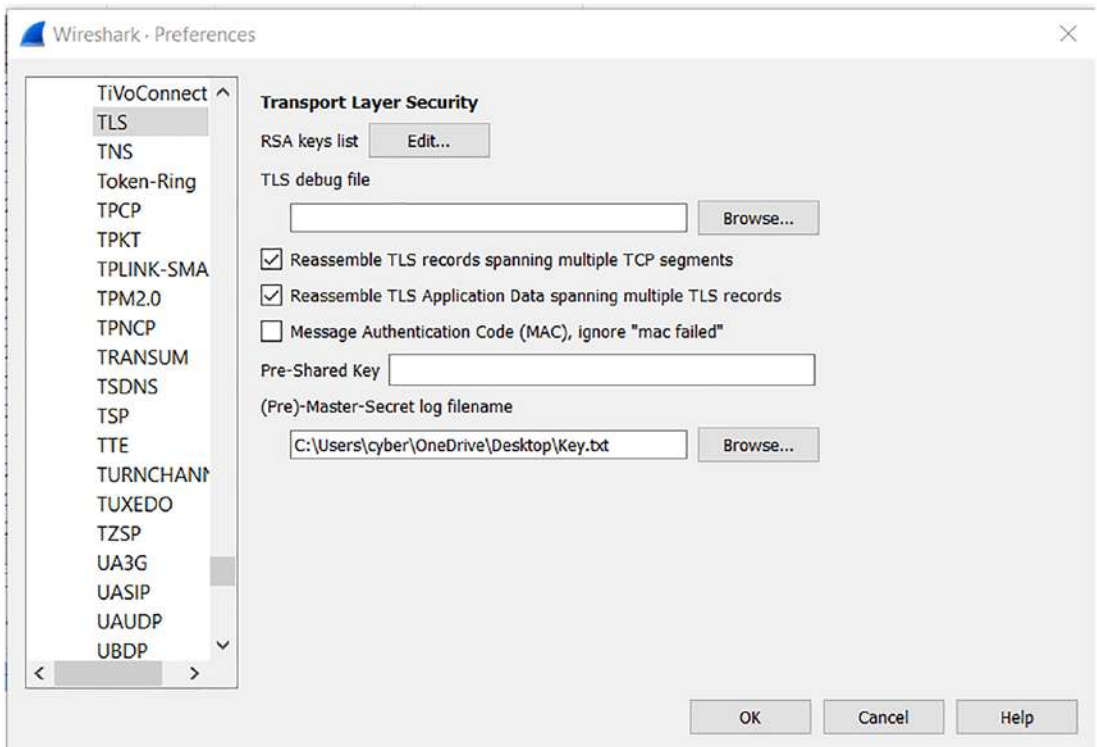 Wireshark · Preferences
TiVoConnect
TLS
TNS
Token-Ring
TPCP
TPKT
TPLINK-SMA
TPM2.0
TPNCP
TRANSUM
TSDNS
TSP
TTE
TURNCHANN
TUXEDO
TZSP
UA3G
UASIP
UAUDP
UBDP
Transport Layer Security
RSA keys list Edit...
TLS debug file
Browse...
Reassemble TLS records spanning multiple TCP segments
Reassemble TLS Application Data spanning multiple TLS records
Message Authentication Code (MAC), ignore "mac failed"
Pre-Shared Key
(Pre)-Master-Secret log filename
C:\Users\cyber\OneDrive\Desktop\Key.txt Browse...
OK Cancel Help